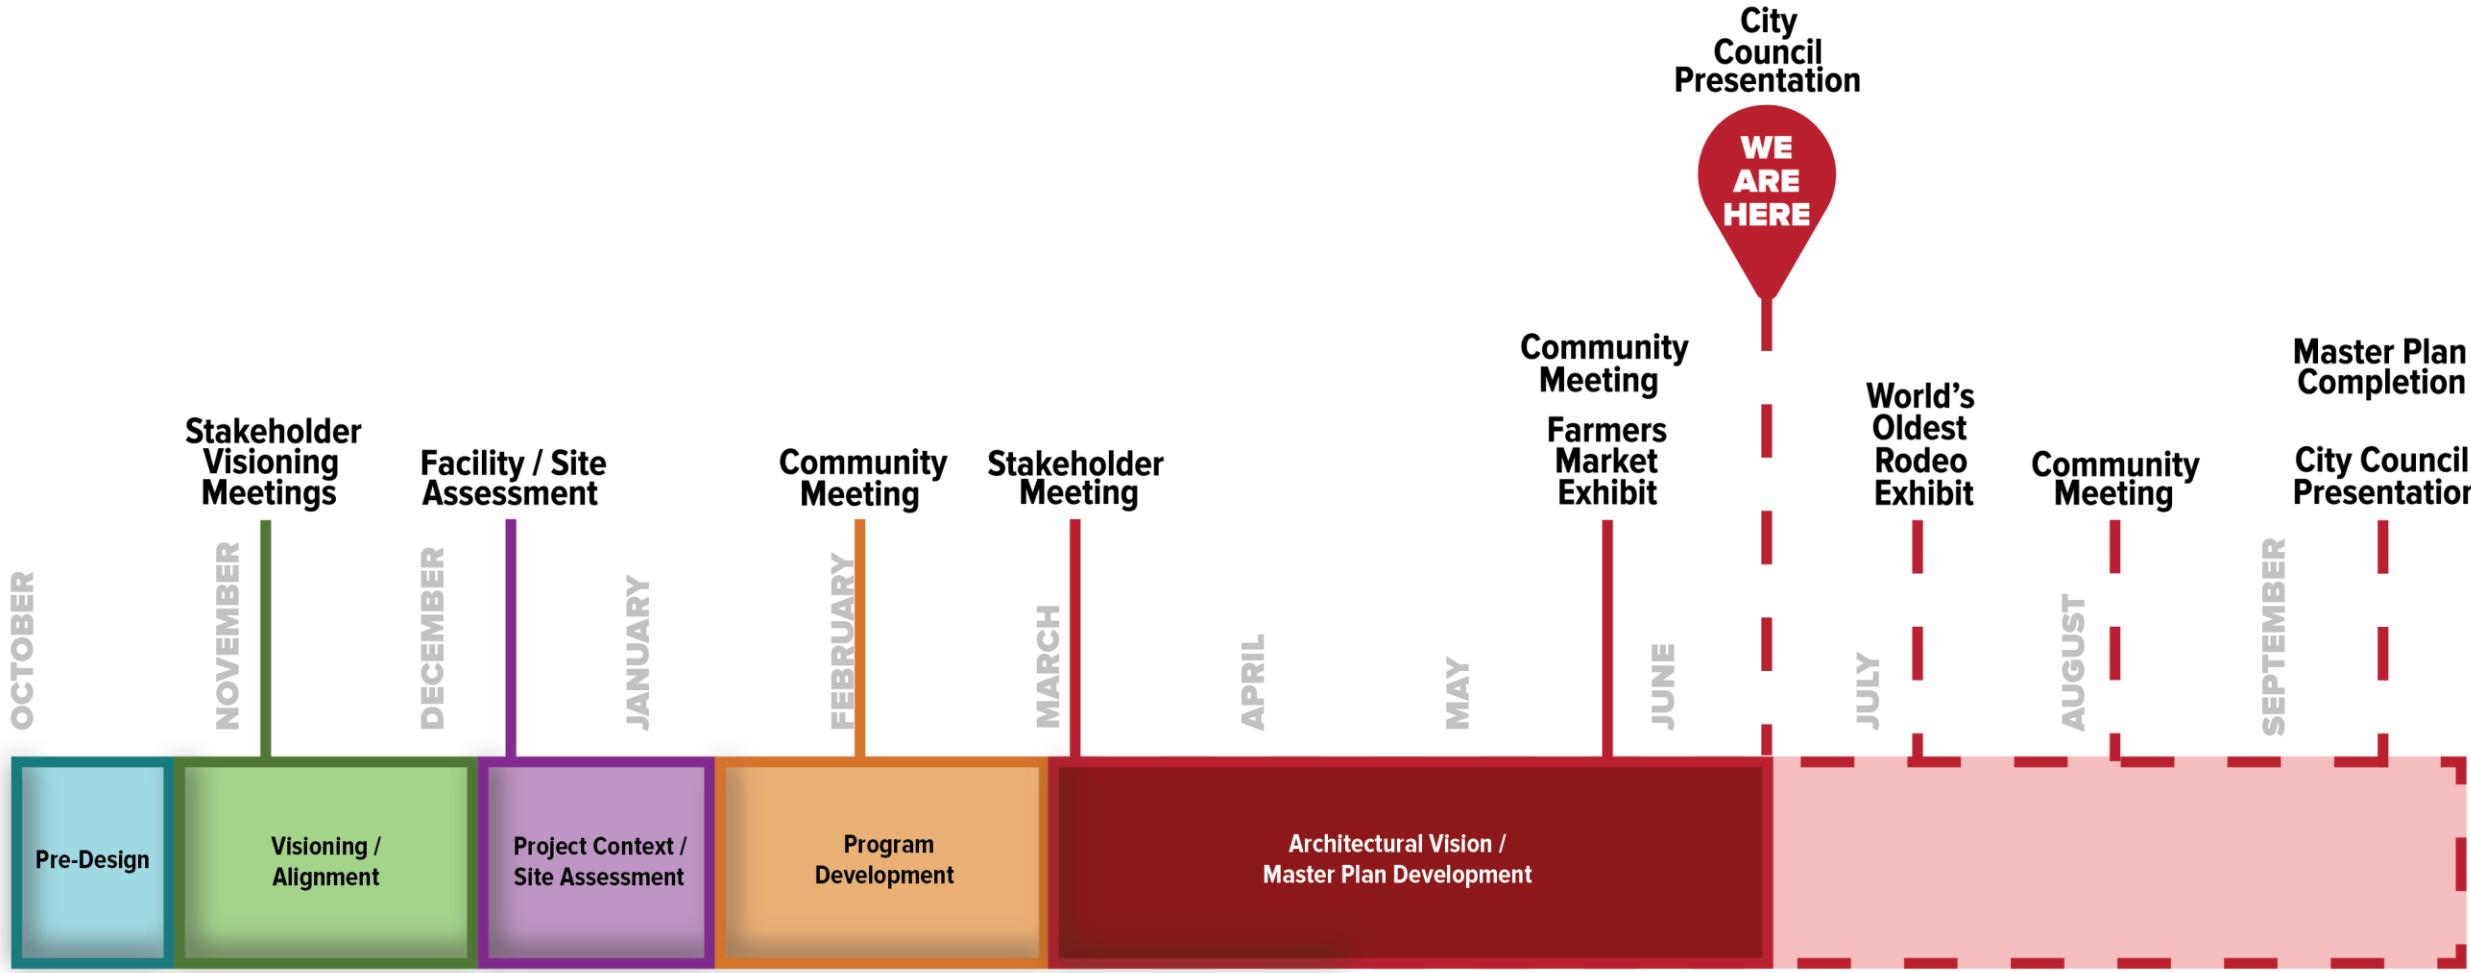 City
Council
Presentation
WE
ARE
HERE
Stakeholder
Visioning
Meetings
Facility / Site
Assessment
Community
Meeting
Stakeholder
Meeting
Community
Meeting
Farmers
Market
Exhibit
World's
Oldest
Rodeo
Exhibit
Community
Meeting
Master Plan
Completion
City Council
Presentation
OCTOBER
NOVEMBER
DECEMBER
JANUARY
FEBRUARY
MARCH
APRIL
MAY
JUNE
JULY
AUGUST
SEPTEMBER
Pre-Design
Visioning /
Alignment
Project Context /
Site Assessment
Program
Development
Architectural Vision /
Master Plan Development